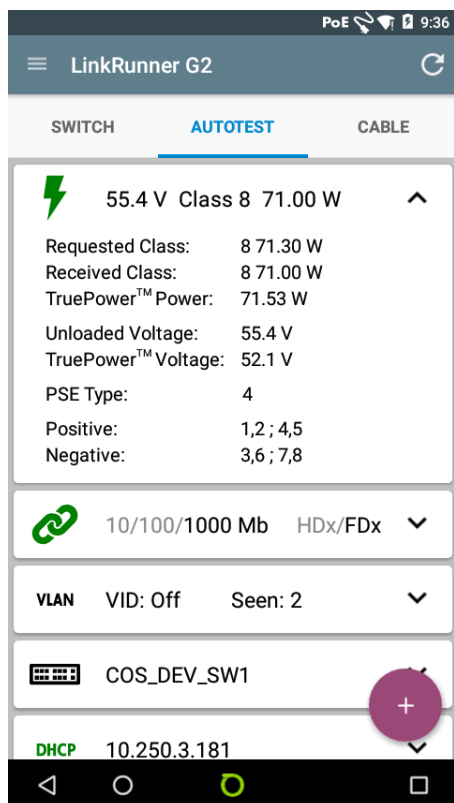 PoE 9:36
LinkRunner G2
SWITCH AUTOTEST CABLE
55.4 V Class 8 71.00 W
Requested Class: 8 71.30 W
Received Class: 8 71.00 W
TruePower™ Power: 71.53 W
Unloaded Voltage: 55.4 V
TruePower™ Voltage: 52.1 V
PSE Type: 4
Positive: 1,2 ; 4,5
Negative: 3,6 ; 7,8
10/100/1000 Mb HDx/FDx
VLAN VID: Off Seen: 2
COS_DEV_SW1
+
DHCP 10.250.3.181